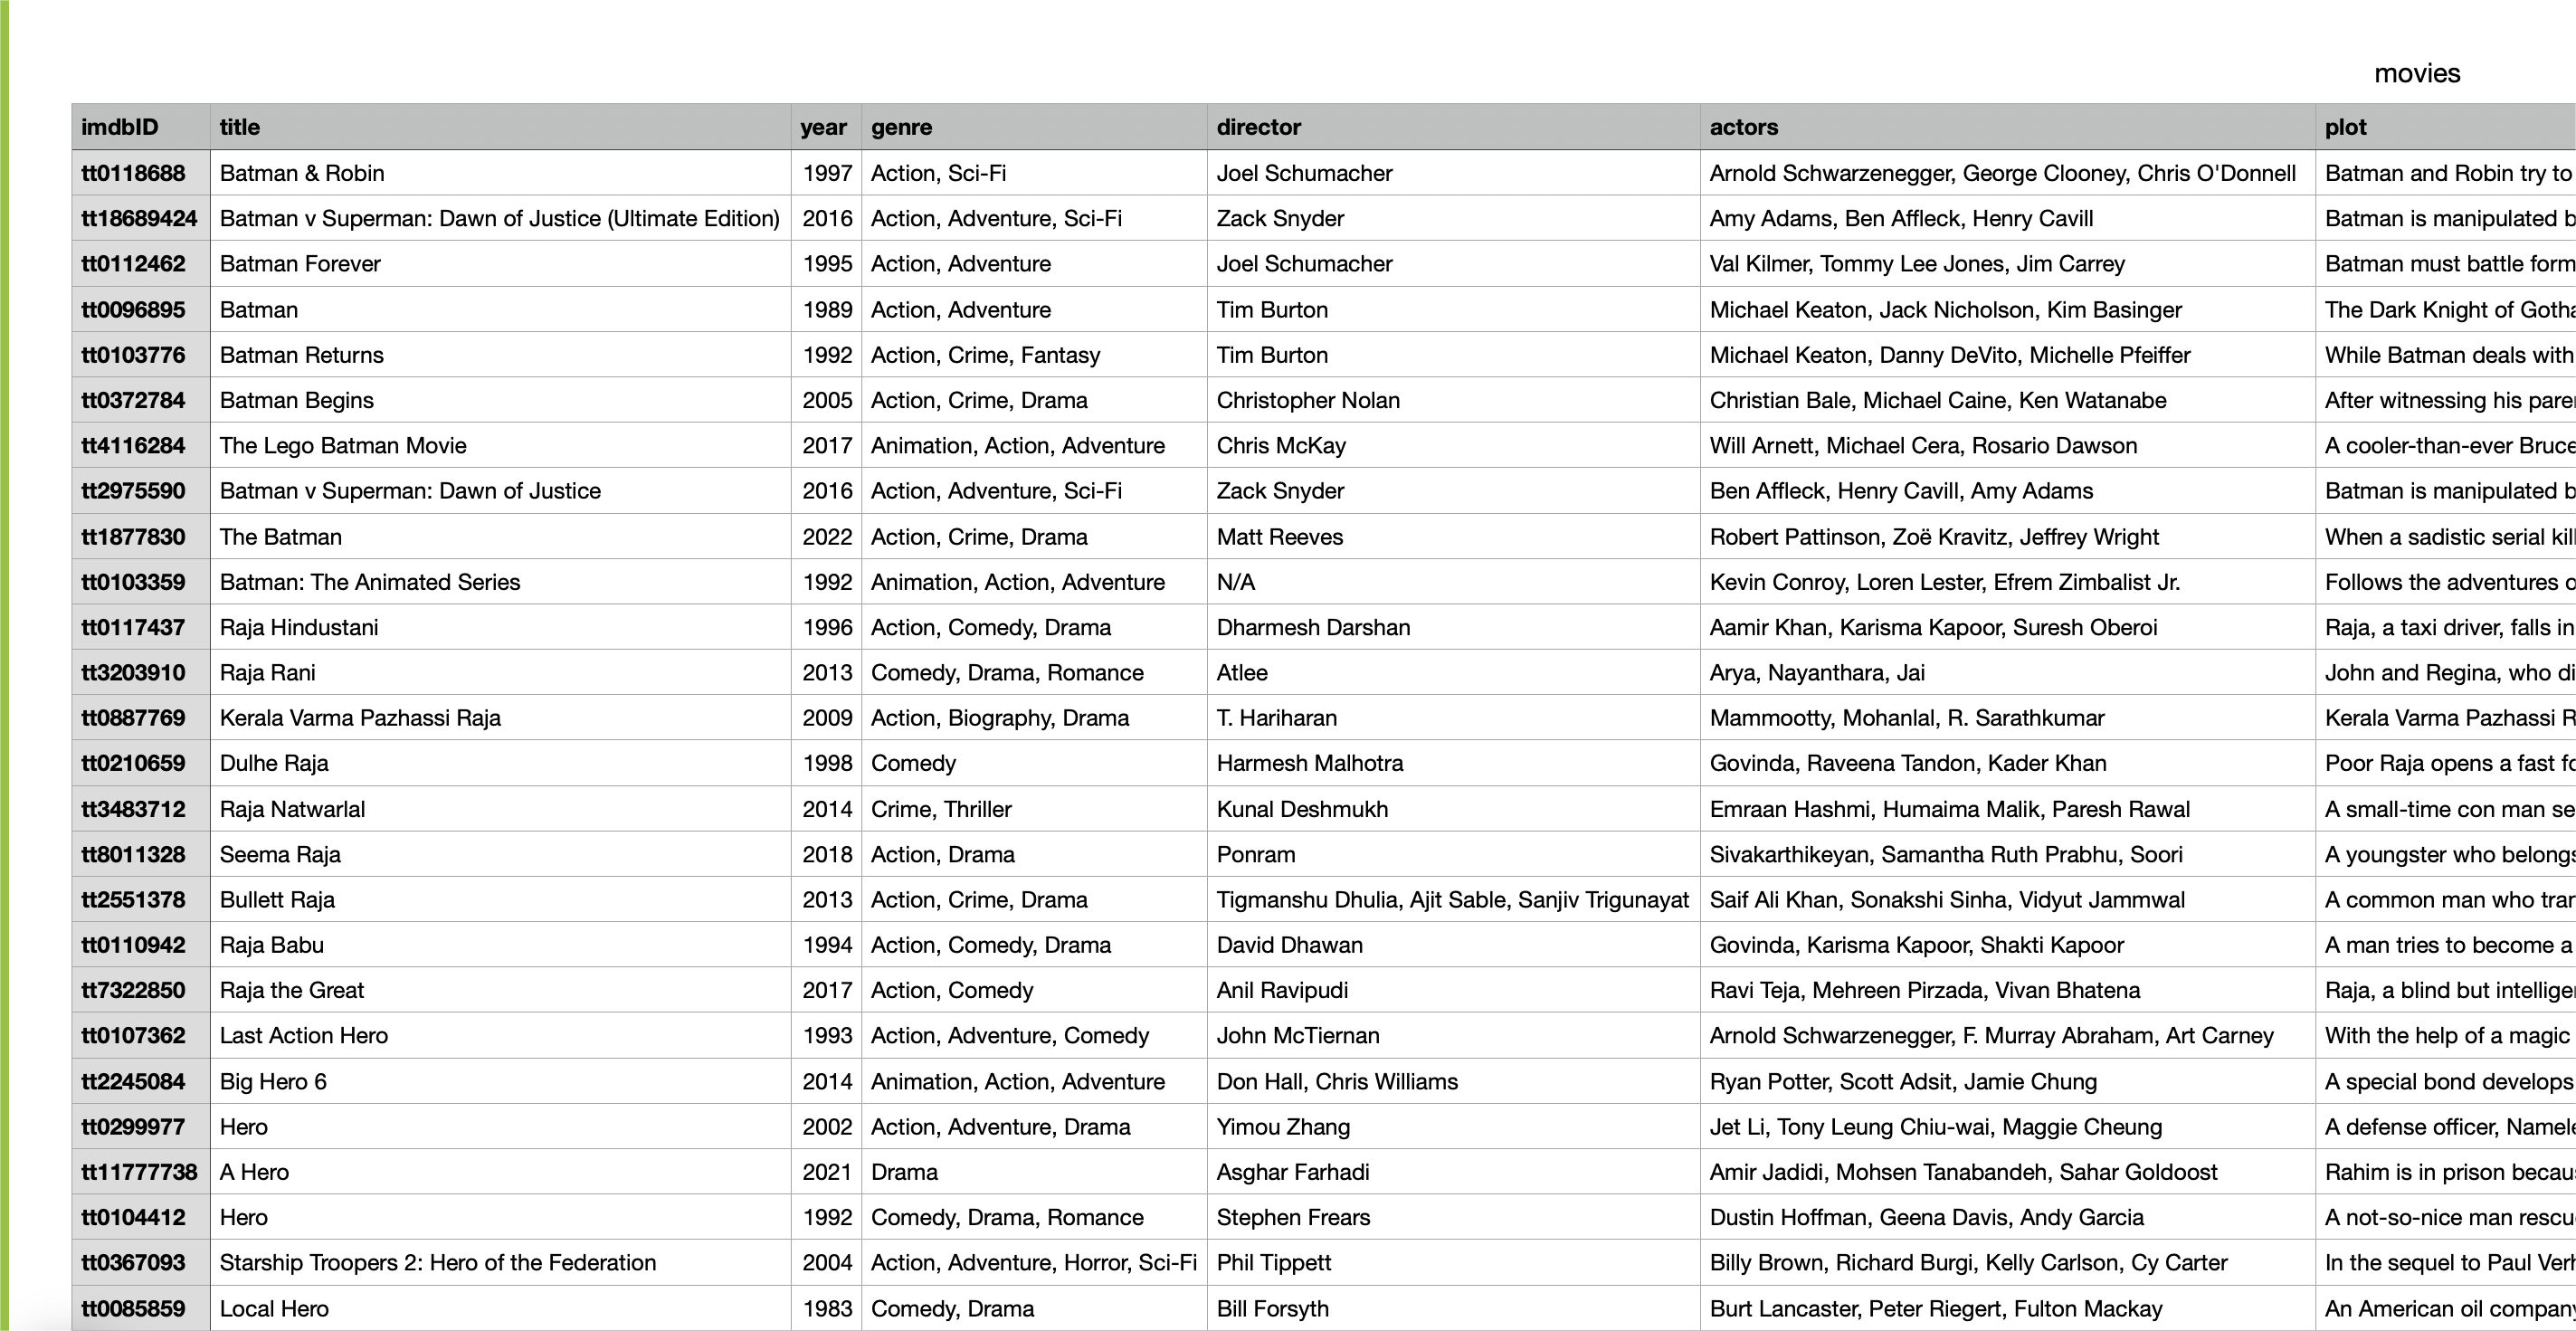 movies
imdbID title year genre director actors plot
tt0118688 Batman & Robin 1997 Action, Sci-Fi Joel Schumacher Arnold Schwarzenegger, George Clooney, Chris O'Donnell Batman and Robin try to
tt18689424 Batman v Superman: Dawn of Justice (Ultimate Edition) 2016 Action, Adventure, Sci-Fi Zack Snyder Amy Adams, Ben Affleck, Henry Cavill Batman is manipulated b
tt0112462 Batman Forever 1995 Action, Adventure Joel Schumacher Val Kilmer, Tommy Lee Jones, Jim Carrey Batman must battle form
tt0096895 Batman 1989 Action, Adventure Tim Burton Michael Keaton, Jack Nicholson, Kim Basinger The Dark Knight of Gotha
tt0103776 Batman Returns 1992 Action, Crime, Fantasy Tim Burton Michael Keaton, Danny DeVito, Michelle Pfeiffer While Batman deals with
tt0372784 Batman Begins 2005 Action, Crime, Drama Christopher Nolan Christian Bale, Michael Caine, Ken Watanabe After witnessing his pare
tt4116284 The Lego Batman Movie 2017 Animation, Action, Adventure Chris McKay Will Arnett, Michael Cera, Rosario Dawson A cooler-than-ever Bruce
tt2975590 Batman v Superman: Dawn of Justice 2016 Action, Adventure, Sci-Fi Zack Snyder Ben Affleck, Henry Cavill, Amy Adams Batman is manipulated b
tt1877830 The Batman 2022 Action, Crime, Drama Matt Reeves Robert Pattinson, Zoë Kravitz, Jeffrey Wright When a sadistic serial kil
tt0103359 Batman: The Animated Series 1992 Animation, Action, Adventure N/A Kevin Conroy, Loren Lester, Efrem Zimbalist Jr. Follows the adventures o
tt0117437 Raja Hindustani 1996 Action, Comedy, Drama Dharmesh Darshan Aamir Khan, Karisma Kapoor, Suresh Oberoi Raja, a taxi driver, falls in
tt3203910 Raja Rani 2013 Comedy, Drama, Romance Atlee Arya, Nayanthara, Jai John and Regina, who di
tt0887769 Kerala Varma Pazhassi Raja 2009 Action, Biography, Drama T. Hariharan Mammootty, Mohanlal, R. Sarathkumar Kerala Varma Pazhassi R
tt0210659 Dulhe Raja 1998 Comedy Harmesh Malhotra Govinda, Raveena Tandon, Kader Khan Poor Raja opens a fast fo
tt3483712 Raja Natwarlal 2014 Crime, Thriller Kunal Deshmukh Emraan Hashmi, Humaima Malik, Paresh Rawal A small-time con man se
tt8011328 Seema Raja 2018 Action, Drama Ponram Sivakarthikeyan, Samantha Ruth Prabhu, Soori A youngster who belongs
tt2551378 Bullett Raja 2013 Action, Crime, Drama Tigmanshu Dhulia, Ajit Sable, Sanjiv Trigunayat Saif Ali Khan, Sonakshi Sinha, Vidyut Jammwal A common man who tran
tt0110942 Raja Babu 1994 Action, Comedy, Drama David Dhawan Govinda, Karisma Kapoor, Shakti Kapoor A man tries to become a
tt7322850 Raja the Great 2017 Action, Comedy Anil Ravipudi Ravi Teja, Mehreen Pirzada, Vivan Bhatena Raja, a blind but intellige
tt0107362 Last Action Hero 1993 Action, Adventure, Comedy John McTiernan Arnold Schwarzenegger, F. Murray Abraham, Art Carney With the help of a magic
tt2245084 Big Hero 6 2014 Animation, Action, Adventure Don Hall, Chris Williams Ryan Potter, Scott Adsit, Jamie Chung A special bond develops
tt0299977 Hero 2002 Action, Adventure, Drama Yimou Zhang Jet Li, Tony Leung Chiu-wai, Maggie Cheung A defense officer, Namele
tt11777738 A Hero 2021 Drama Asghar Farhadi Amir Jadidi, Mohsen Tanabandeh, Sahar Goldoost Rahim is in prison becau
tt0104412 Hero 1992 Comedy, Drama, Romance Stephen Frears Dustin Hoffman, Geena Davis, Andy Garcia A not-so-nice man rescu
tt0367093 Starship Troopers 2: Hero of the Federation 2004 Action, Adventure, Horror, Sci-Fi Phil Tippett Billy Brown, Richard Burgi, Kelly Carlson, Cy Carter In the sequel to Paul Verh
tt0085859 Local Hero 1983 Comedy, Drama Bill Forsyth Burt Lancaster, Peter Riegert, Fulton Mackay An American oil company